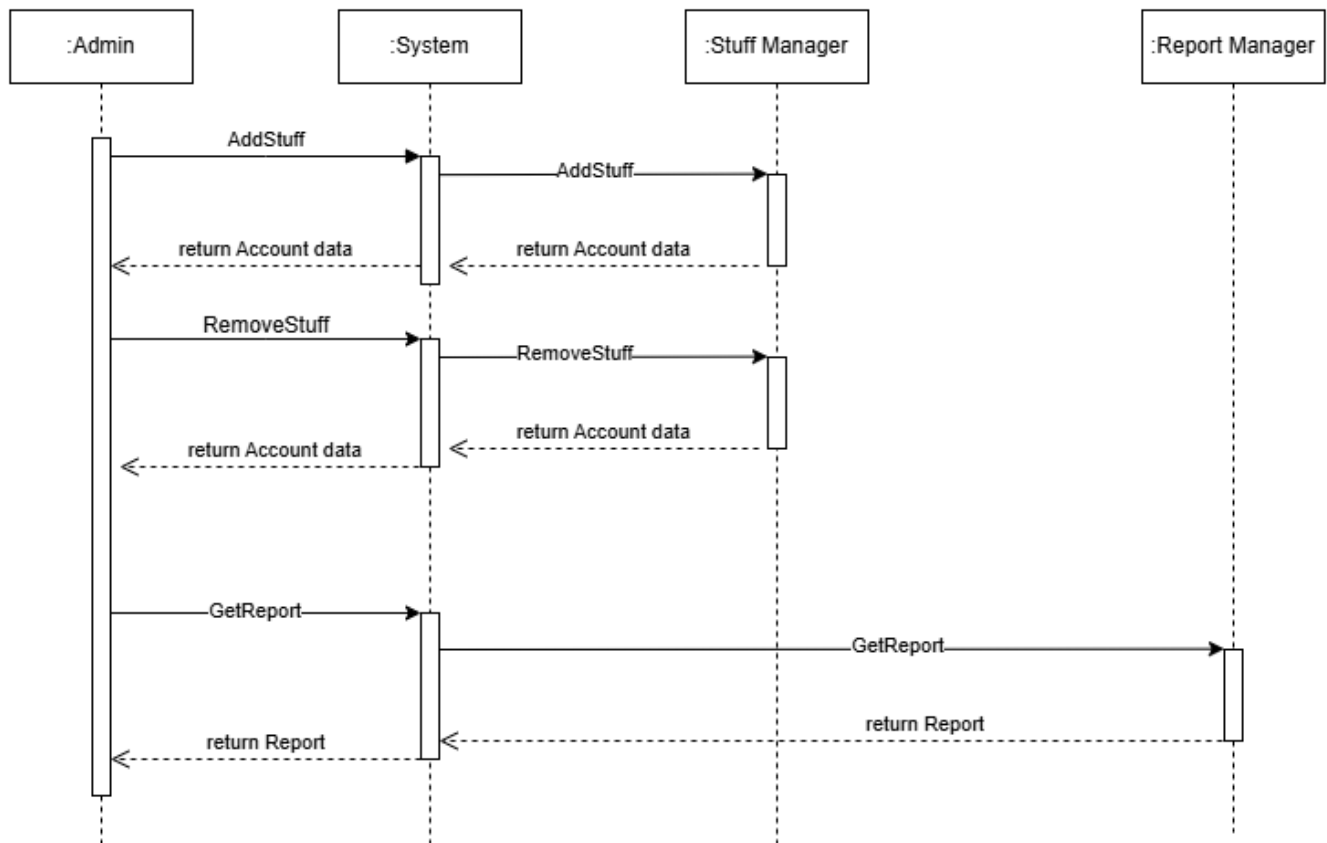 :Admin
:System
:Stuff Manager
:Report Manager
AddStuff
AddStuff
return Account data
return Account data
RemoveStuff
RemoveStuff
return Account data
return Account data
GetReport
GetReport
return Report
return Report